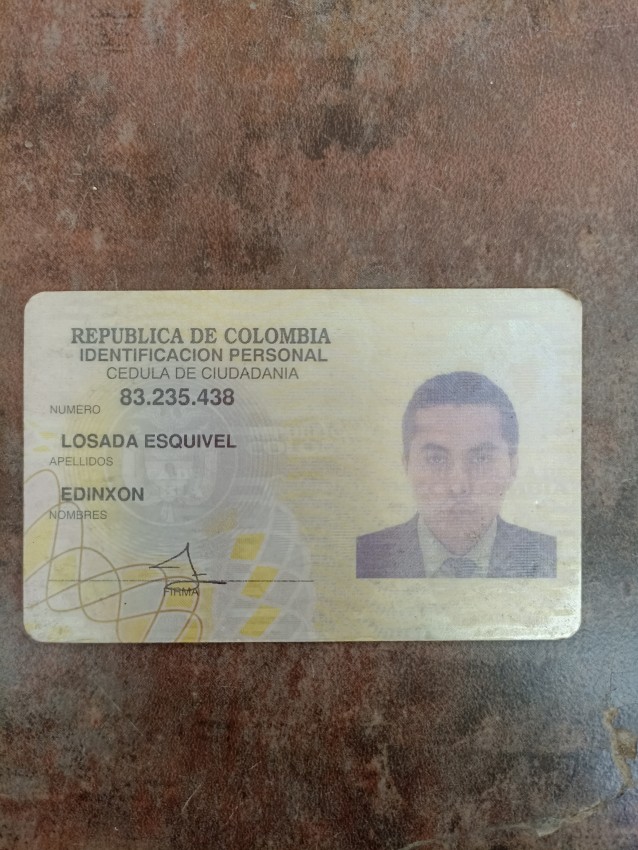 REPUBLICA DE COLOMBIA
IDENTIFICACION PERSONAL
CEDULA DE CIUDADANIA
NUMERO 83.235.438
LOSADA ESQUIVEL
APELLIDOS
EDINXON
NOMBRES
FIRMA